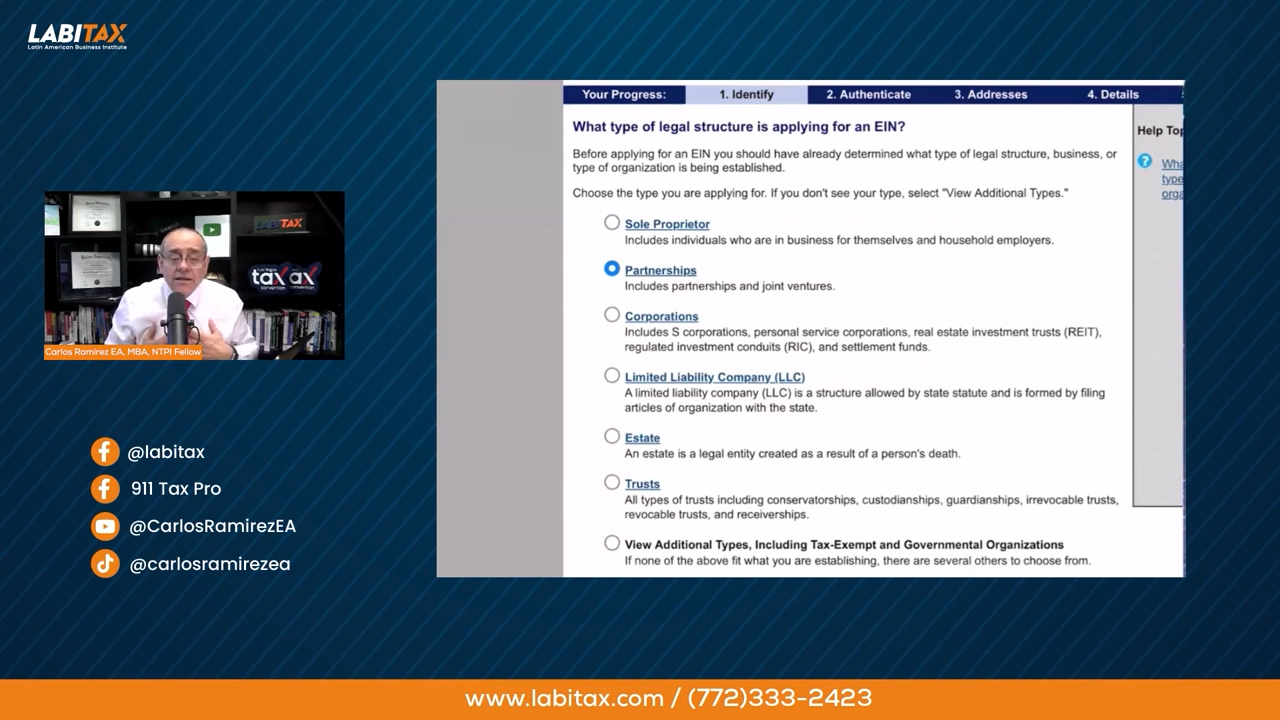 LABITAX
Latin American Business Institute
LABITAX
tax
tax
Carlos Ramirez EA, MBA, NTPI Fellow
@labitax
911 Tax Pro
@CarlosRamirezEA
@carlosramirezea
Your Progress: 1. Identify 2. Authenticate 3. Addresses 4. Details
What type of legal structure is applying for an EIN?
Before applying for an EIN you should have already determined what type of legal structure, business, or
type of organization is being established.
Choose the type you are applying for. If you don't see your type, select "View Additional Types."
Sole Proprietor
Includes individuals who are in business for themselves and household employers.
Partnerships
Includes partnerships and joint ventures.
Corporations
Includes S corporations, personal service corporations, real estate investment trusts (REIT),
regulated investment conduits (RIC), and settlement funds.
Limited Liability Company (LLC)
A limited liability company (LLC) is a structure allowed by state statute and is formed by filing
articles of organization with the state.
Estate
An estate is a legal entity created as a result of a person's death.
Trusts
All types of trusts including conservatorships, custodianships, guardianships, irrevocable trusts,
revocable trusts, and receiverships.
View Additional Types, Including Tax-Exempt and Governmental Organizations
If none of the above fit what you are establishing, there are several others to choose from.
Help Top
?
Wha
type
orga
www.labitax.com / (772)333-2423